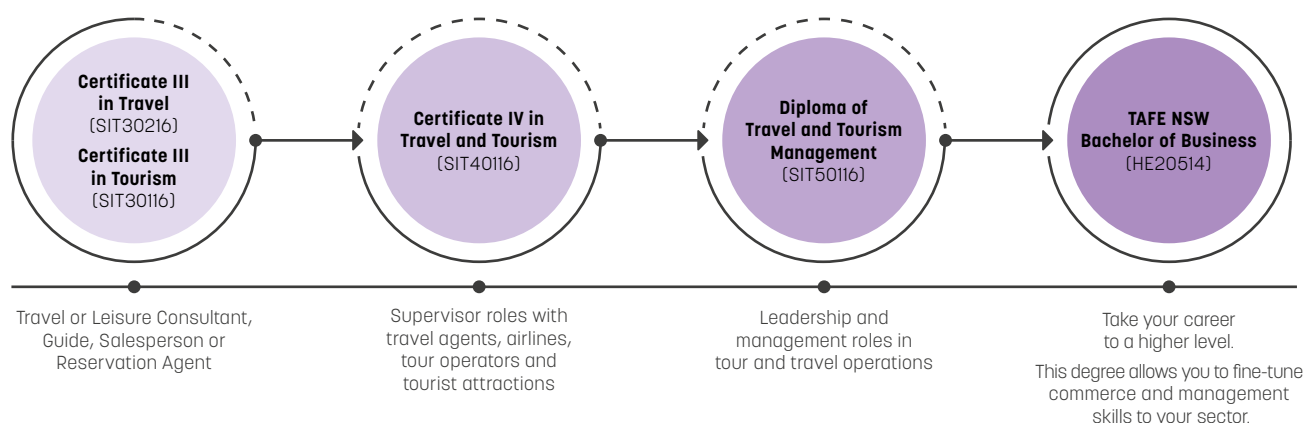 Certificate III
in Travel
(SIT30216)
Certificate III
in Tourism
(SIT30116)
Certificate IV in
Travel and Tourism
(SIT40116)
Diploma of
Travel and Tourism
Management
(SIT50116)
TAFE NSW
Bachelor of Business
(HE20514)
Travel or Leisure Consultant,
Guide, Salesperson or
Reservation Agent
Supervisor roles with
travel agents, airlines,
tour operators and
tourist attractions
Leadership and
management roles in
tour and travel operations
Take your career
to a higher level.
This degree allows you to fine-tune
commerce and management
skills to your sector.